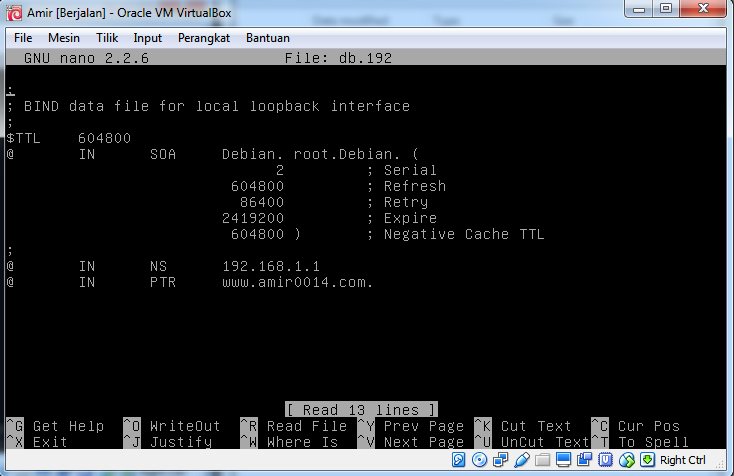 Amir [Berjalan] - Oracle VM VirtualBox
File Mesin Tilik Input Perangkat Bantuan
GNU nano 2.2.6 File: db.192
;
; BIND data file for local loopback interface
;
$TTL 604800
@ IN SOA Debian. root.Debian. (
2 ; Serial
604800 ; Refresh
86400 ; Retry
2419200 ; Expire
604800 ) ; Negative Cache TTL
;
@ IN NS 192.168.1.1
@ IN PTR www.amir0014.com.
[ Read 13 lines ]
^G Get Help ^O WriteOut ^R Read File ^Y Prev Page ^K Cut Text ^C Cur Pos
^X Exit ^J Justify ^W Where Is ^V Next Page ^U UnCut Text ^T To Spell
Right Ctrl